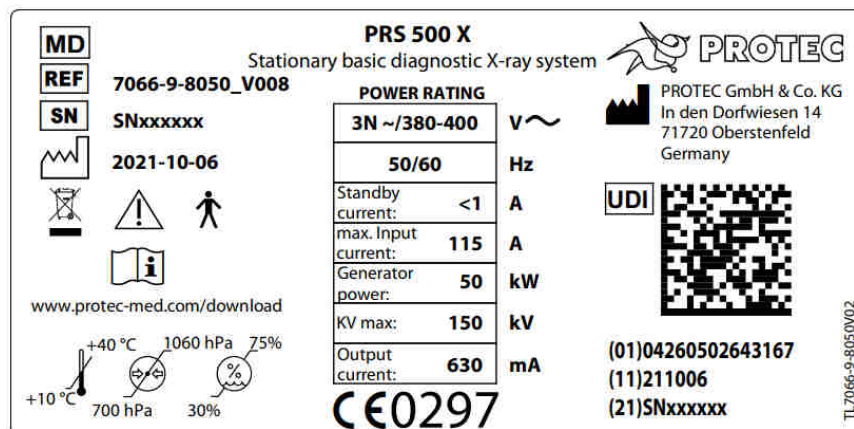 MD
REF 7066-9-8050_V008
SN SNxxxxxx
2021-10-06
www.protec-med.com/download
+40 °C
+10 °C
1060 hPa
700 hPa
75%
%
30%
PRS 500 X
Stationary basic diagnostic X-ray system
POWER RATING
3N ~/380-400 V
50/60 Hz
Standby
current: <1 A
max. Input
current: 115 A
Generator
power: 50 kW
KV max: 150 kV
Output
current: 630 mA
CE0297
PROTEC
PROTEC GmbH & Co. KG
In den Dorfwiesen 14
71720 Oberstenfeld
Germany
UDI
(01)04260502643167
(11)211006
(21)SNxxxxxx
TL7066-9-8050V02